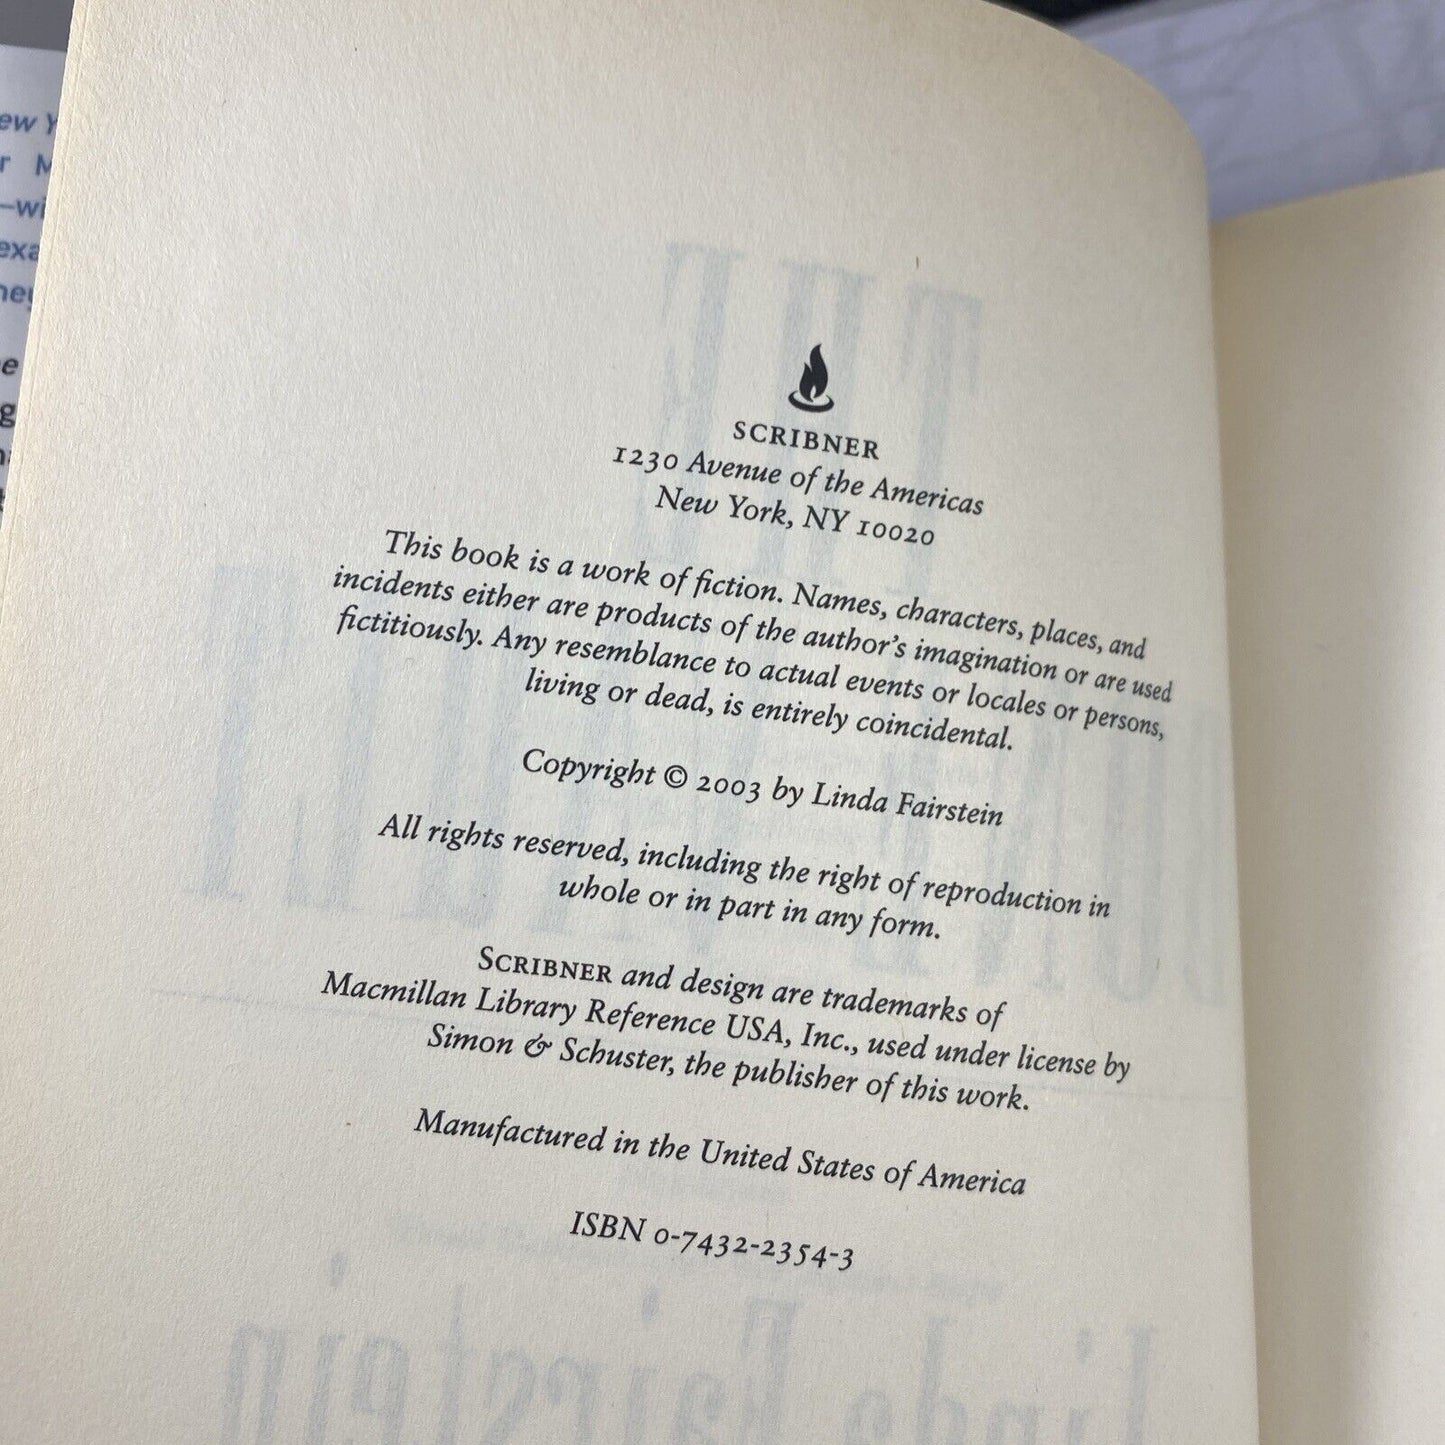 SCRIBNER
1230 Avenue of the Americas
New York, NY 10020
This book is a work of fiction. Names, characters, places, and
incidents either are products of the author's imagination or are used
fictitiously. Any resemblance to actual events or locales or persons,
living or dead, is entirely coincidental.
Copyright © 2003 by Linda Fairstein
All rights reserved, including the right of reproduction in
whole or in part in any form.
SCRIBNER and design are trademarks of
Macmillan Library Reference USA, Inc., used under license by
Simon & Schuster, the publisher of this work.
Manufactured in the United States of America
ISBN 0-7432-2354-3